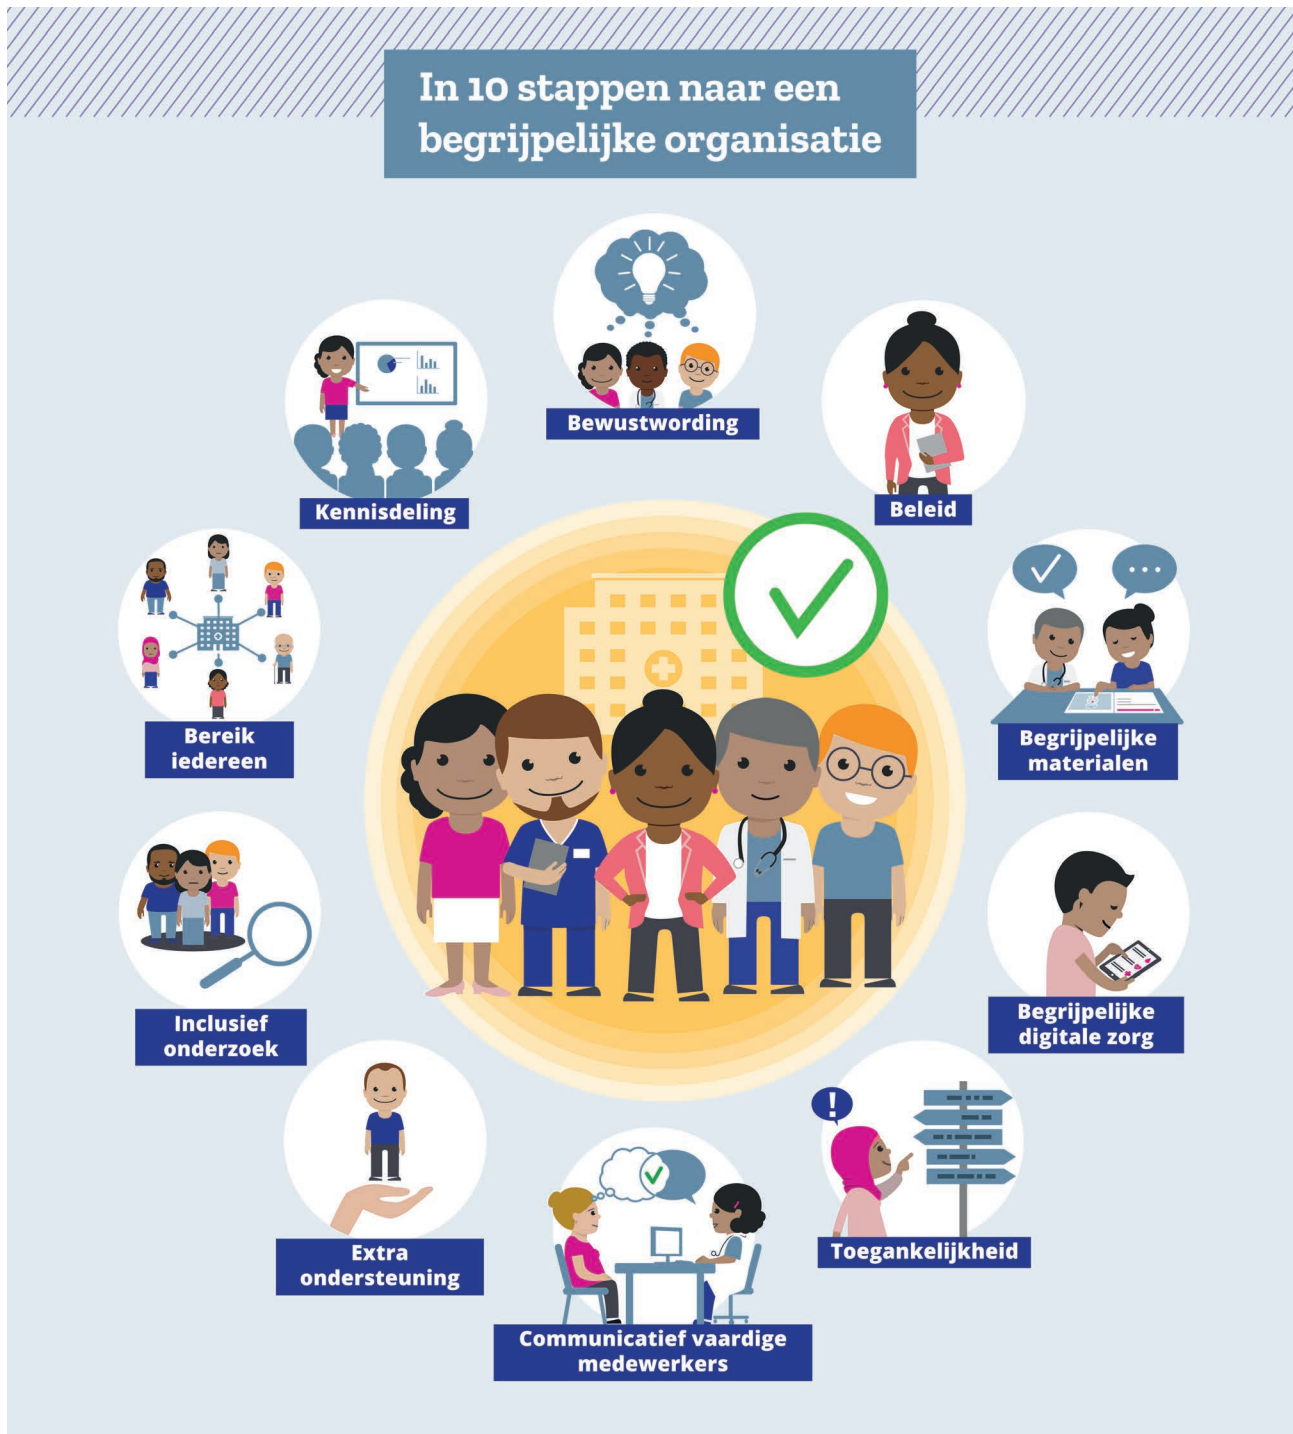 In 10 stappen naar een
begrijpelijke organisatie
Bewustwording
Beleid
Begrijpelijke
materialen
Begrijpelijke
digitale zorg
Toegankelijkheid
Communicatief vaardige
medewerkers
Extra
ondersteuning
Inclusief
onderzoek
Bereik
iedereen
Kennisdeling